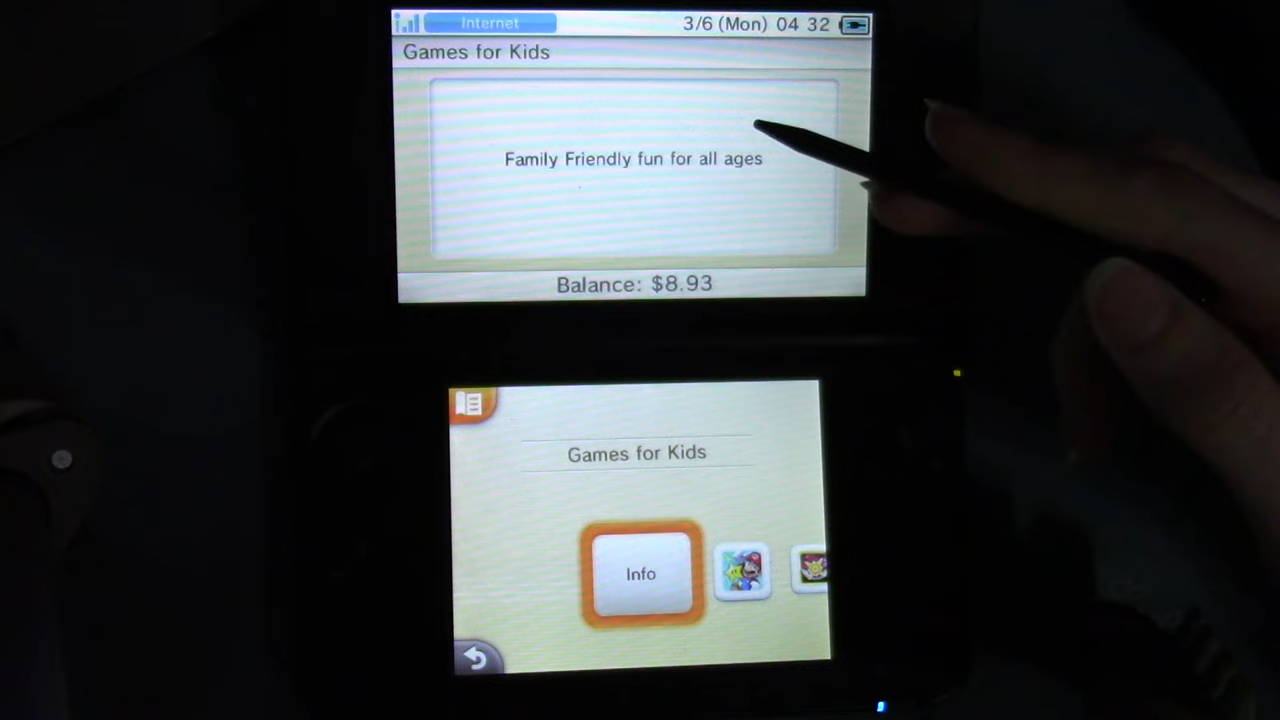 Internet 3/6 (Mon) 04 32
Games for Kids
Family Friendly fun for all ages
Balance: $8.93
Games for Kids
Info